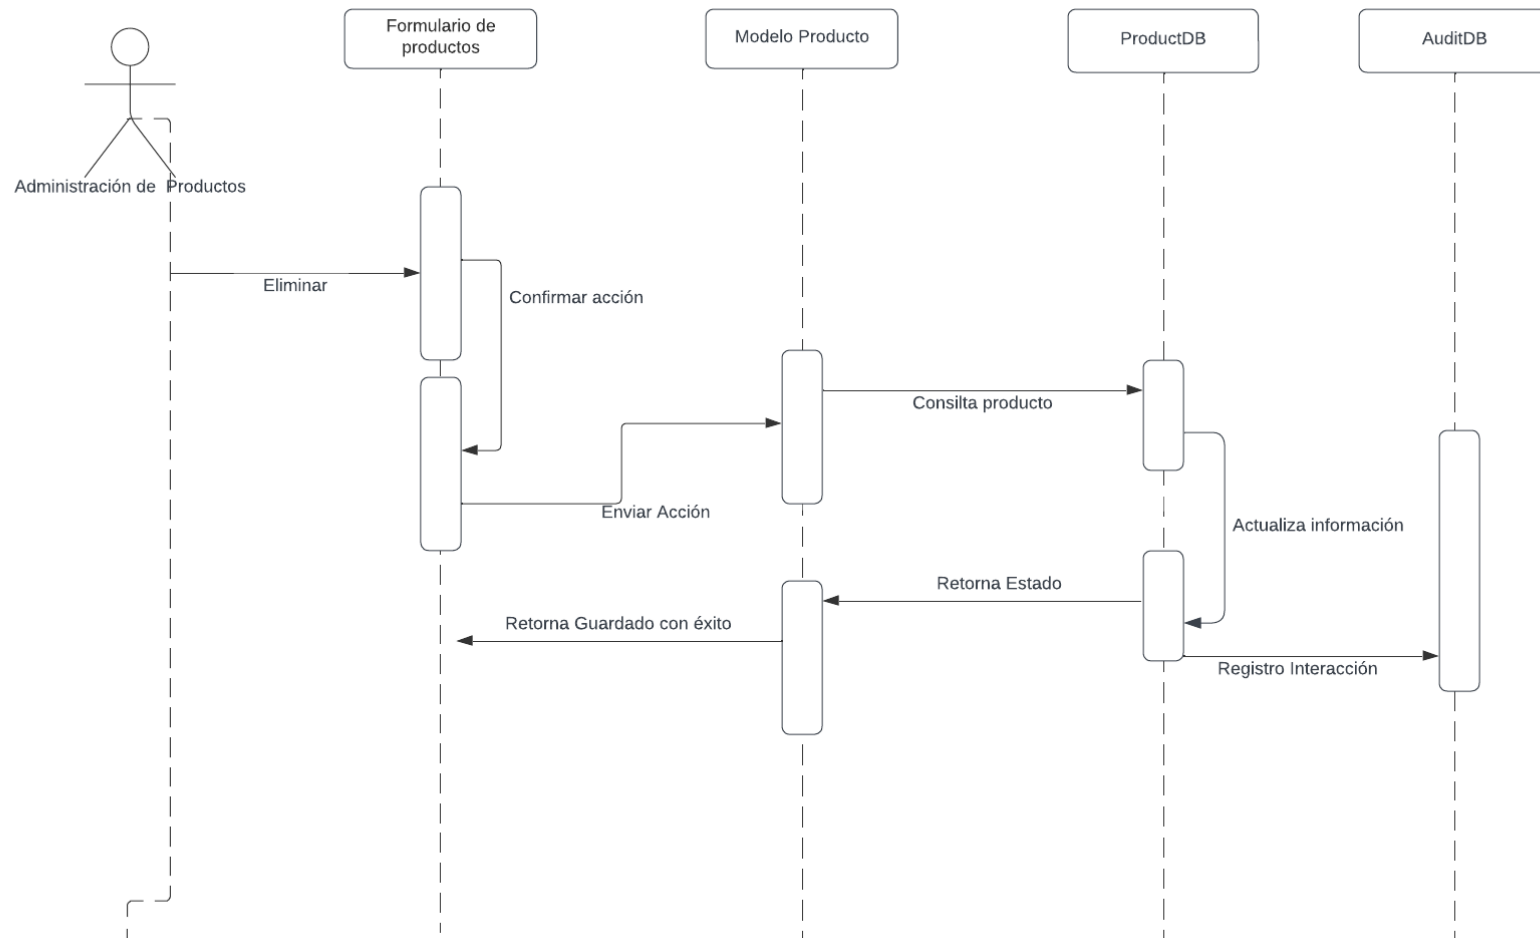 Formulario de
productos
Modelo Producto
ProductDB
AuditDB
Administración de Productos
Eliminar
Confirmar acción
Consilta producto
Enviar Acción
Actualiza información
Retorna Estado
Retorna Guardado con éxito
Registro Interacción